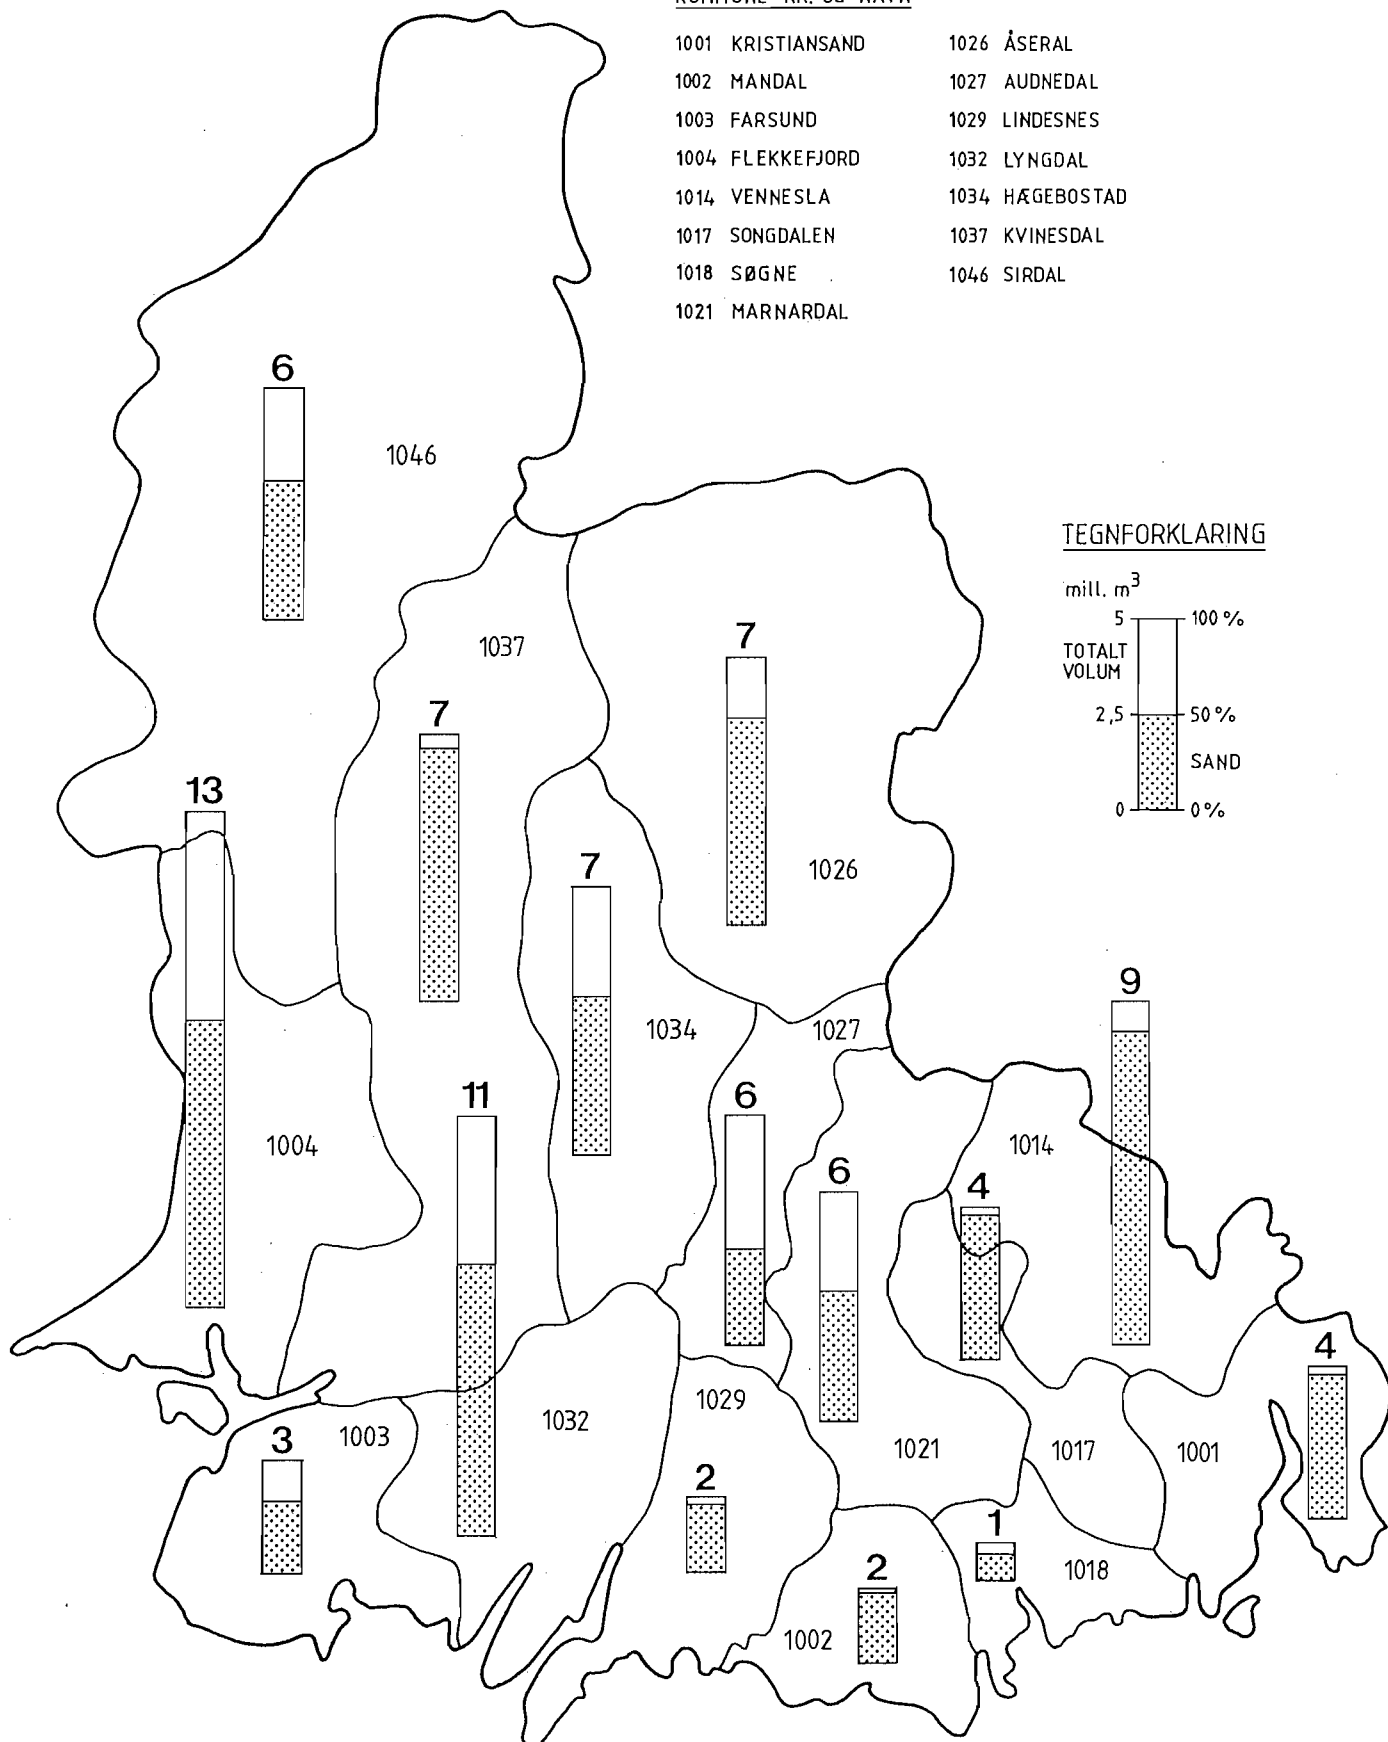 1001 KRISTIANSAND
1002 MANDAL
1003 FARSUND
1004 FLEKKEFJORD
1014 VENNESLA
1017 SONGDALEN
1018 SØGNE
1021 MARNARDAL
1026 ÅSERAL
1027 AUDNEDAL
1029 LINDESNES
1032 LYNGDAL
1034 HÆGEBOSTAD
1037 KVINESDAL
1046 SIRDAL
6
1046
TEGNFORKLARING
mill. m³
5 100 %
TOTALT
VOLUM
2,5 50 %
SAND
0 0 %
1037
7
7
13
7
1026
9
1034
1027
11
6
1004
1014
6
4
4
1029
1032
1003
3
1021
1017
1001
2
1
2
1018
1002